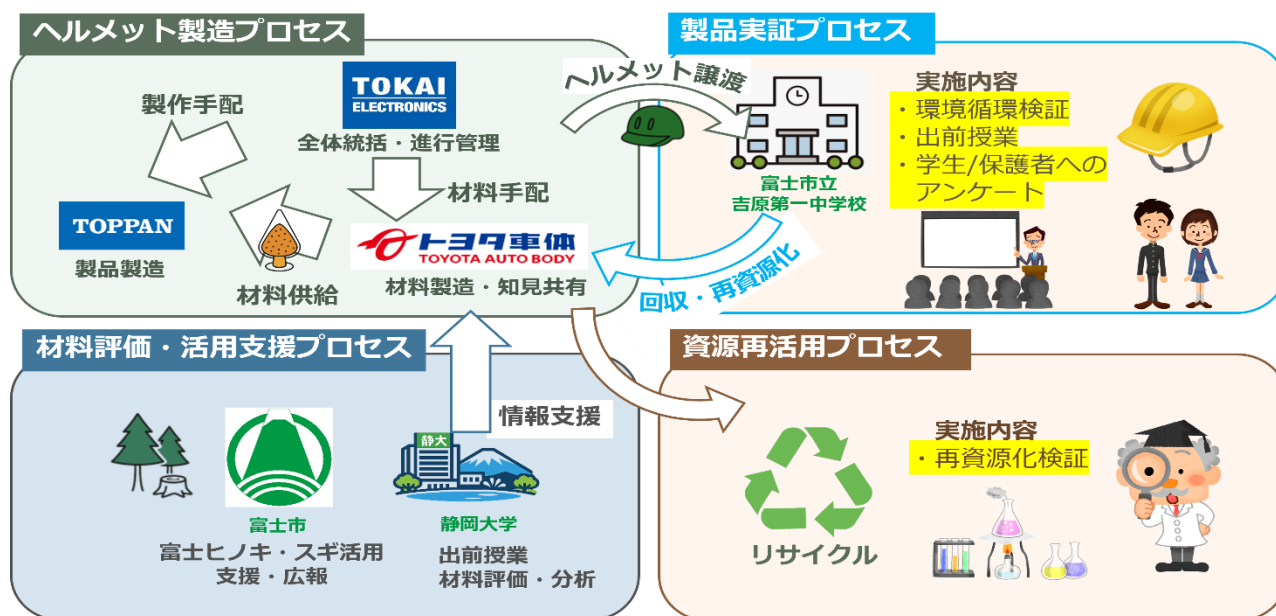 ヘルメット製造プロセス
製作手配
TOKAI
ELECTRONICS
全体統括・進行管理
材料手配
TOPPAN
製品製造
材料供給
トヨタ車体
TOYOTA AUTO BODY
材料製造・知見共有
ヘルメット譲渡
回収・再資源化
製品実証プロセス
富士市立
吉原第一中学校
実施内容
・環境循環検証
・出前授業
・学生/保護者への
アンケート
材料評価・活用支援プロセス
情報支援
富士市
富士ヒノキ・スギ活用
支援・広報
静大
静岡大学
出前授業
材料評価・分析
資源再活用プロセス
リサイクル
実施内容
・再資源化検証